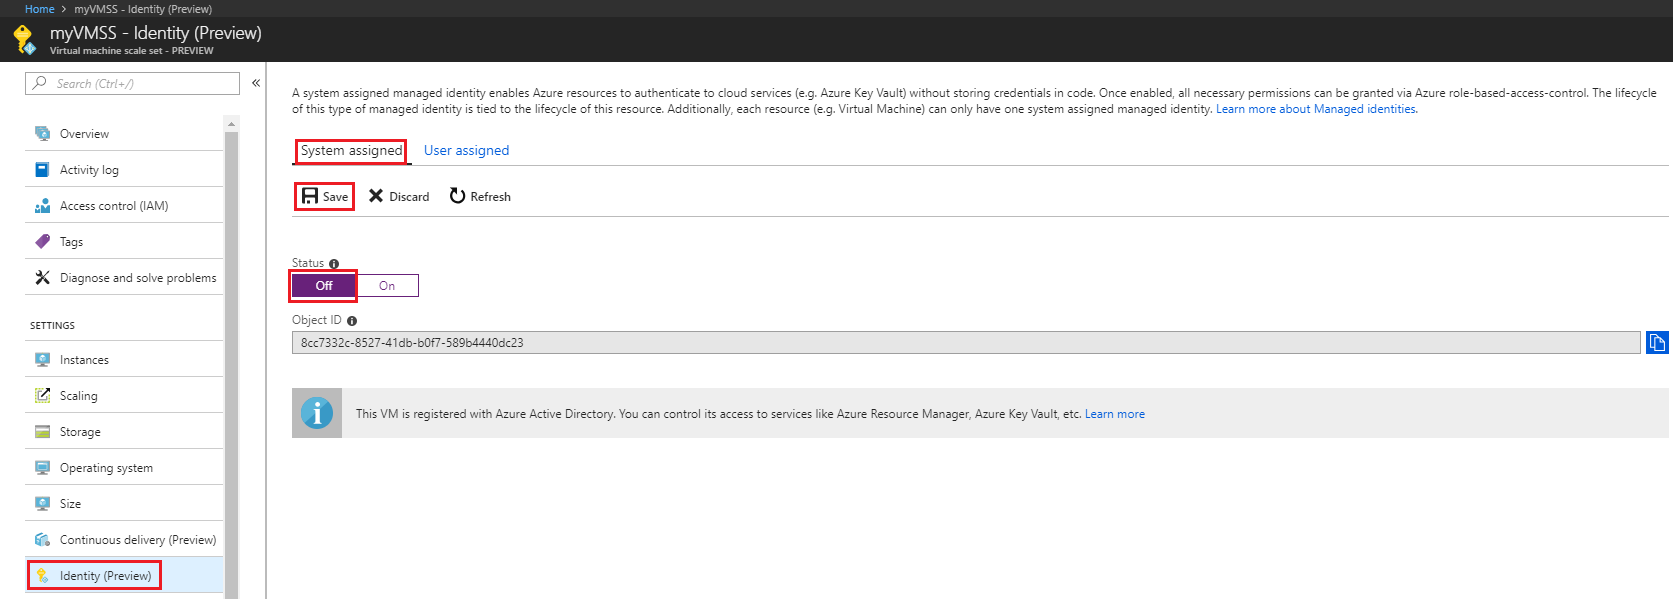 Home > myVMSS - Identity (Preview)
myVMSS - Identity (Preview)
Virtual machine scale set - PREVIEW
Search (Ctrl+/)
«
Overview
Activity log
Access control (IAM)
Tags
Diagnose and solve problems
SETTINGS
Instances
Scaling
Storage
Operating system
Size
Continuous delivery (Preview)
Identity (Preview)
A system assigned managed identity enables Azure resources to authenticate to cloud services (e.g. Azure Key Vault) without storing credentials in code. Once enabled, all necessary permissions can be granted via Azure role-based-access-control. The lifecycle
of this type of managed identity is tied to the lifecycle of this resource. Additionally, each resource (e.g. Virtual Machine) can only have one system assigned managed identity. Learn more about Managed identities.
System assigned User assigned
Save Discard Refresh
Status
Off On
Object ID
8cc7332c-8527-41db-b0f7-589b4440dc23
This VM is registered with Azure Active Directory. You can control its access to services like Azure Resource Manager, Azure Key Vault, etc. Learn more